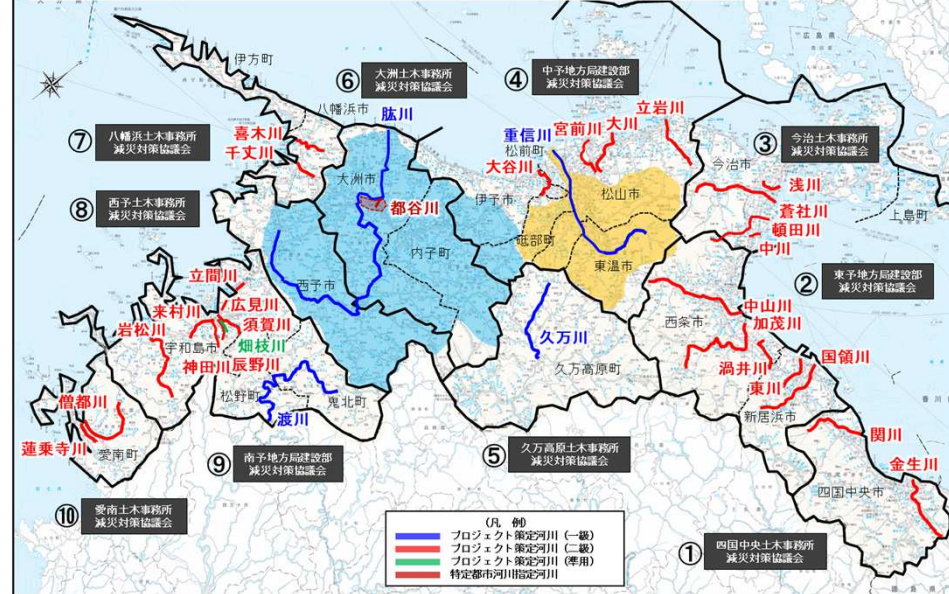 伊方町
⑥
大洲土木事務所
減災対策協議会
④
中予地方局建設部
減災対策協議会
八幡浜市
肱川
立岩川
⑦
八幡浜土木事務所
減災対策協議会
喜木川
千丈川
重信川
宮前川
大川
松前町
大谷川
③
今治土木事務所
減災対策協議会
今治市
大洲市
伊予市
松山市
浅川
⑧
西予土木事務所
減災対策協議会
都谷川
蒼社川
上島町
頓田川
内子町
砥部町
中川
東温市
②
東予地方局建設部
減災対策協議会
立間川
西予市
広見川
来村川
須賀川
岩松川
畑枝川
宇和島市
神田川
辰野川
久万川
西条市
中山川
加茂川
国領川
渦井川
東川
久万高原町
松野町
鬼北町
僧都川
渡川
新居浜市
関川
蓮乗寺川
愛南町
⑨
南予地方局建設部
減災対策協議会
⑤
久万高原土木事務所
減災対策協議会
金生川
四国中央市
⑩
愛南土木事務所
減災対策協議会
①
四国中央土木事務所
減災対策協議会
(凡 例)
プロジェクト策定河川(一級)
プロジェクト策定河川(二級)
プロジェクト策定河川(準用)
特定都市河川指定河川